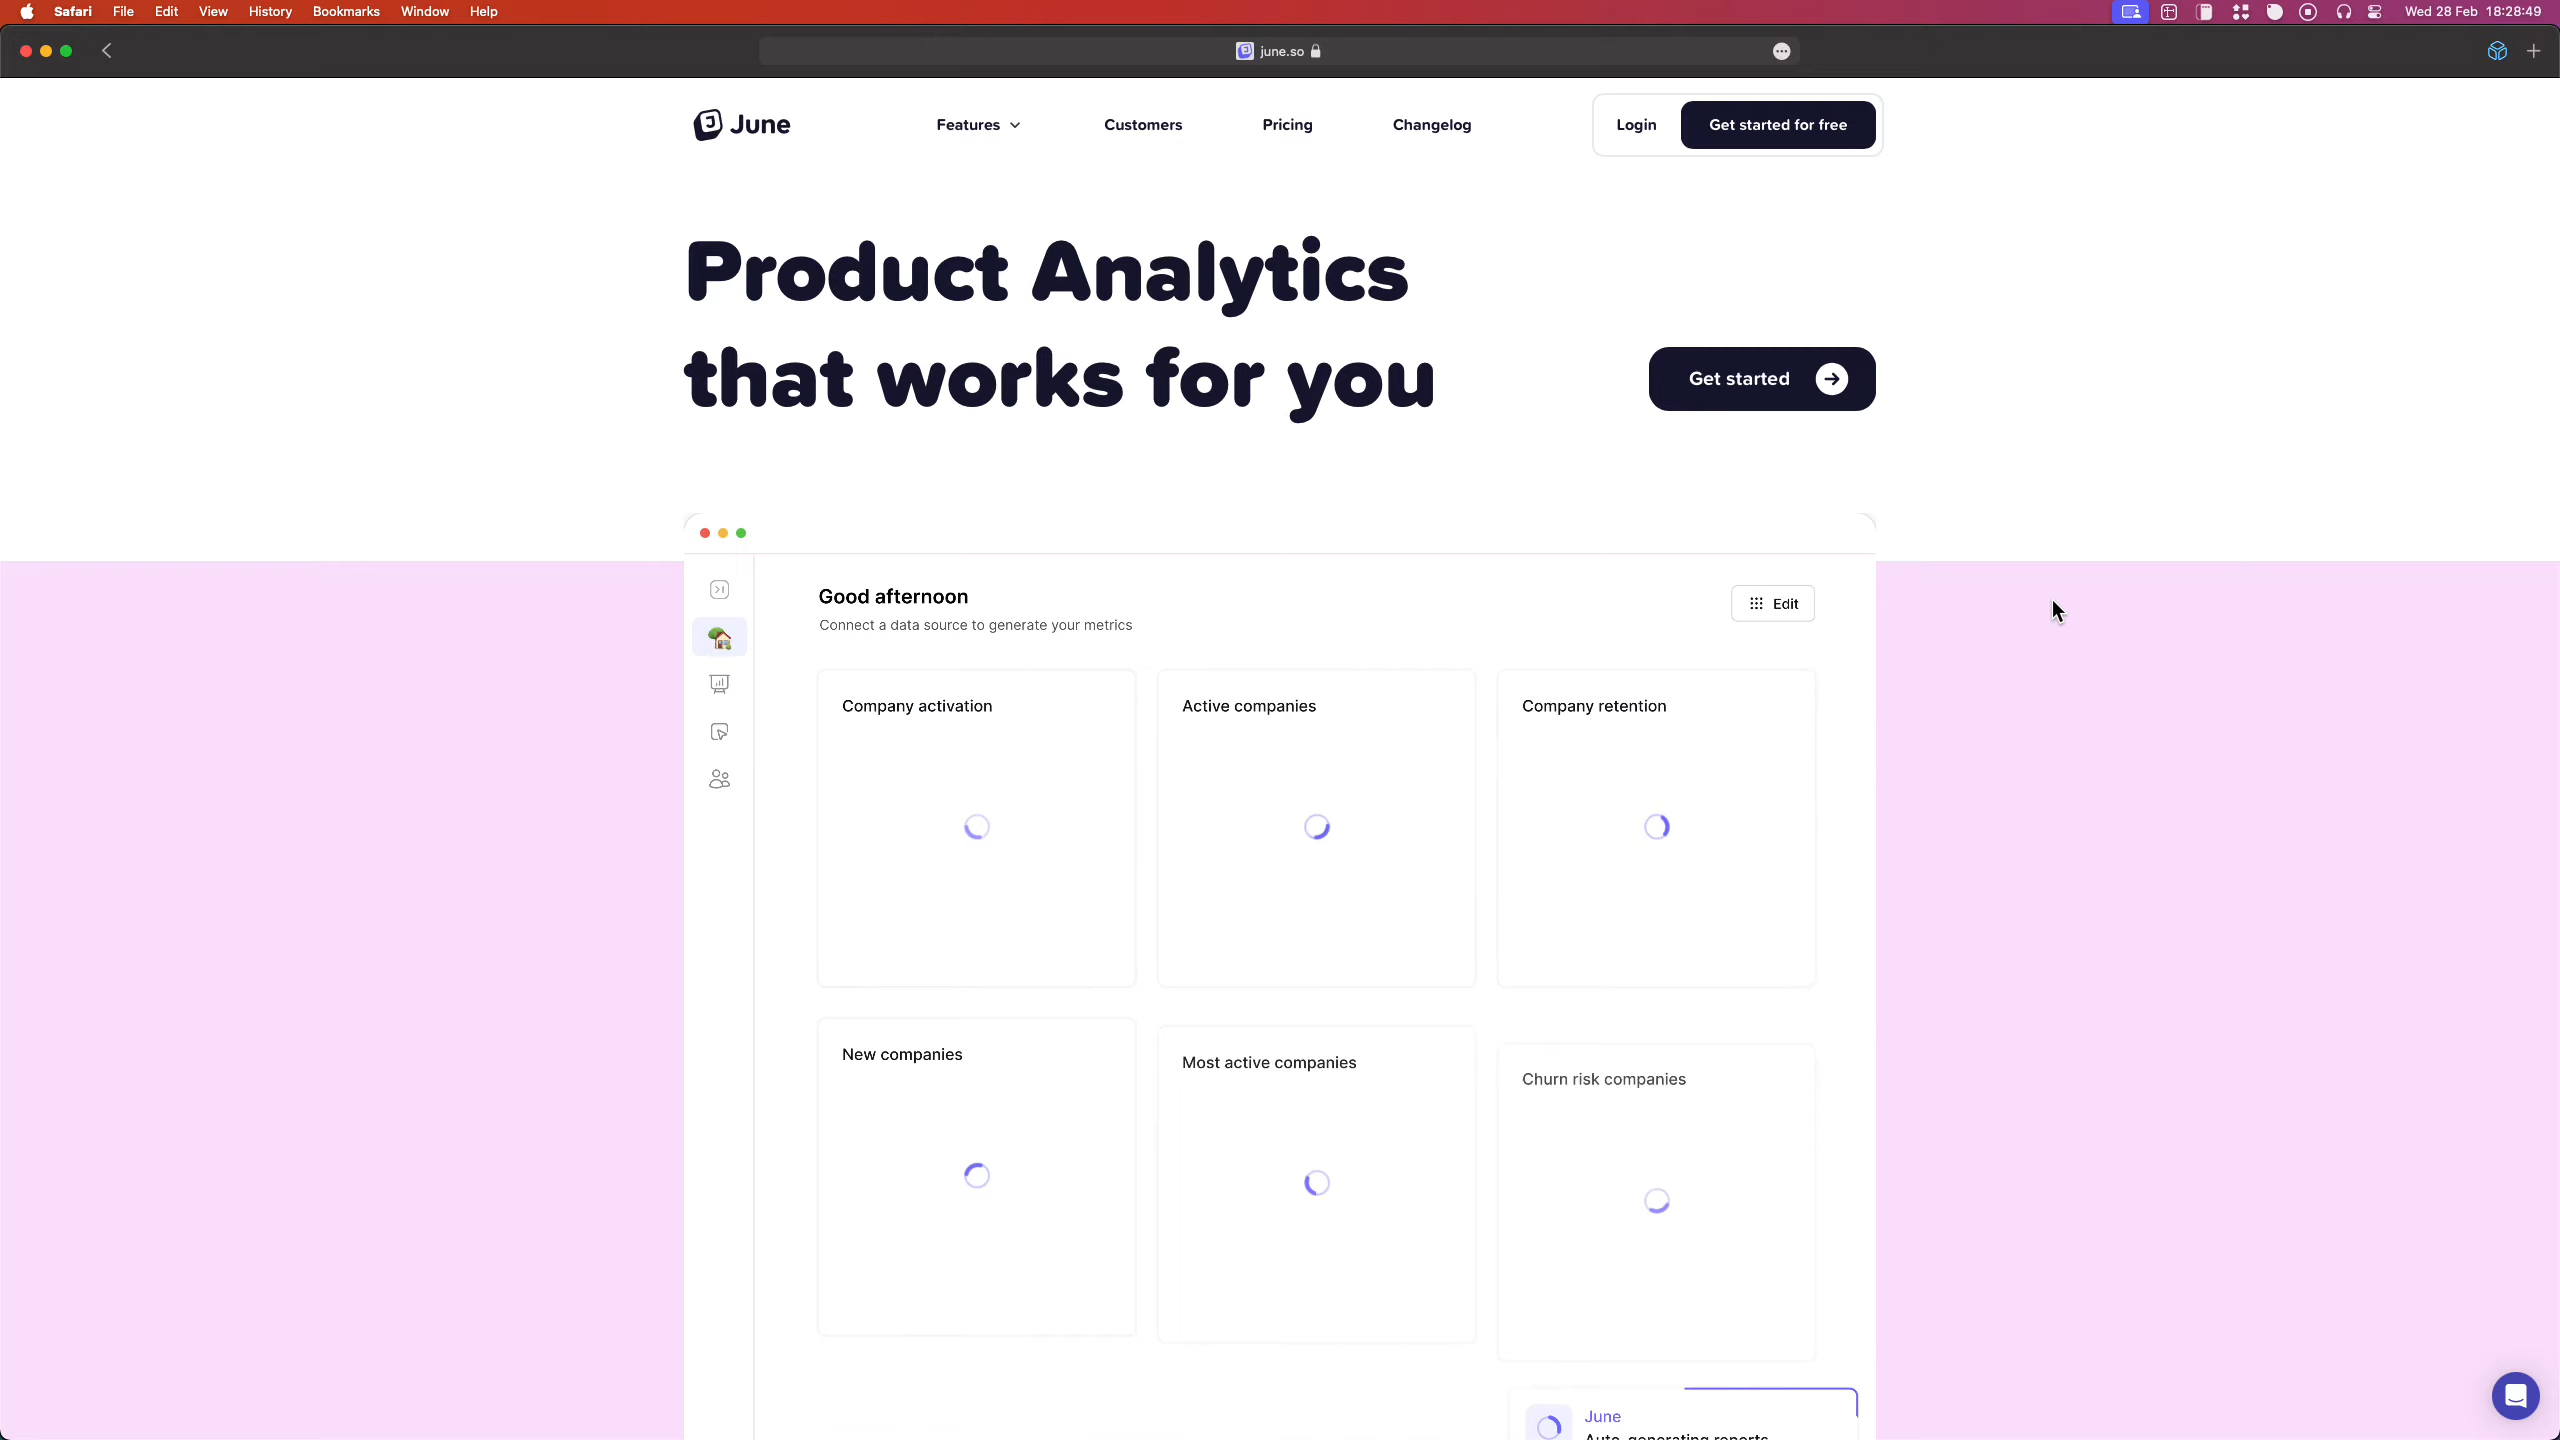 Safari File Edit View History Bookmarks Window Help Wed 28 Feb 18:28:49
june.so
June Features Customers Pricing Changelog Login Get started for free
Product Analytics
that works for you
Get started
Good afternoon
Edit
Connect a data source to generate your metrics
Company activation Active companies Company retention
New companies
Most active companies
Churn risk companies
June
Auto-generating reports